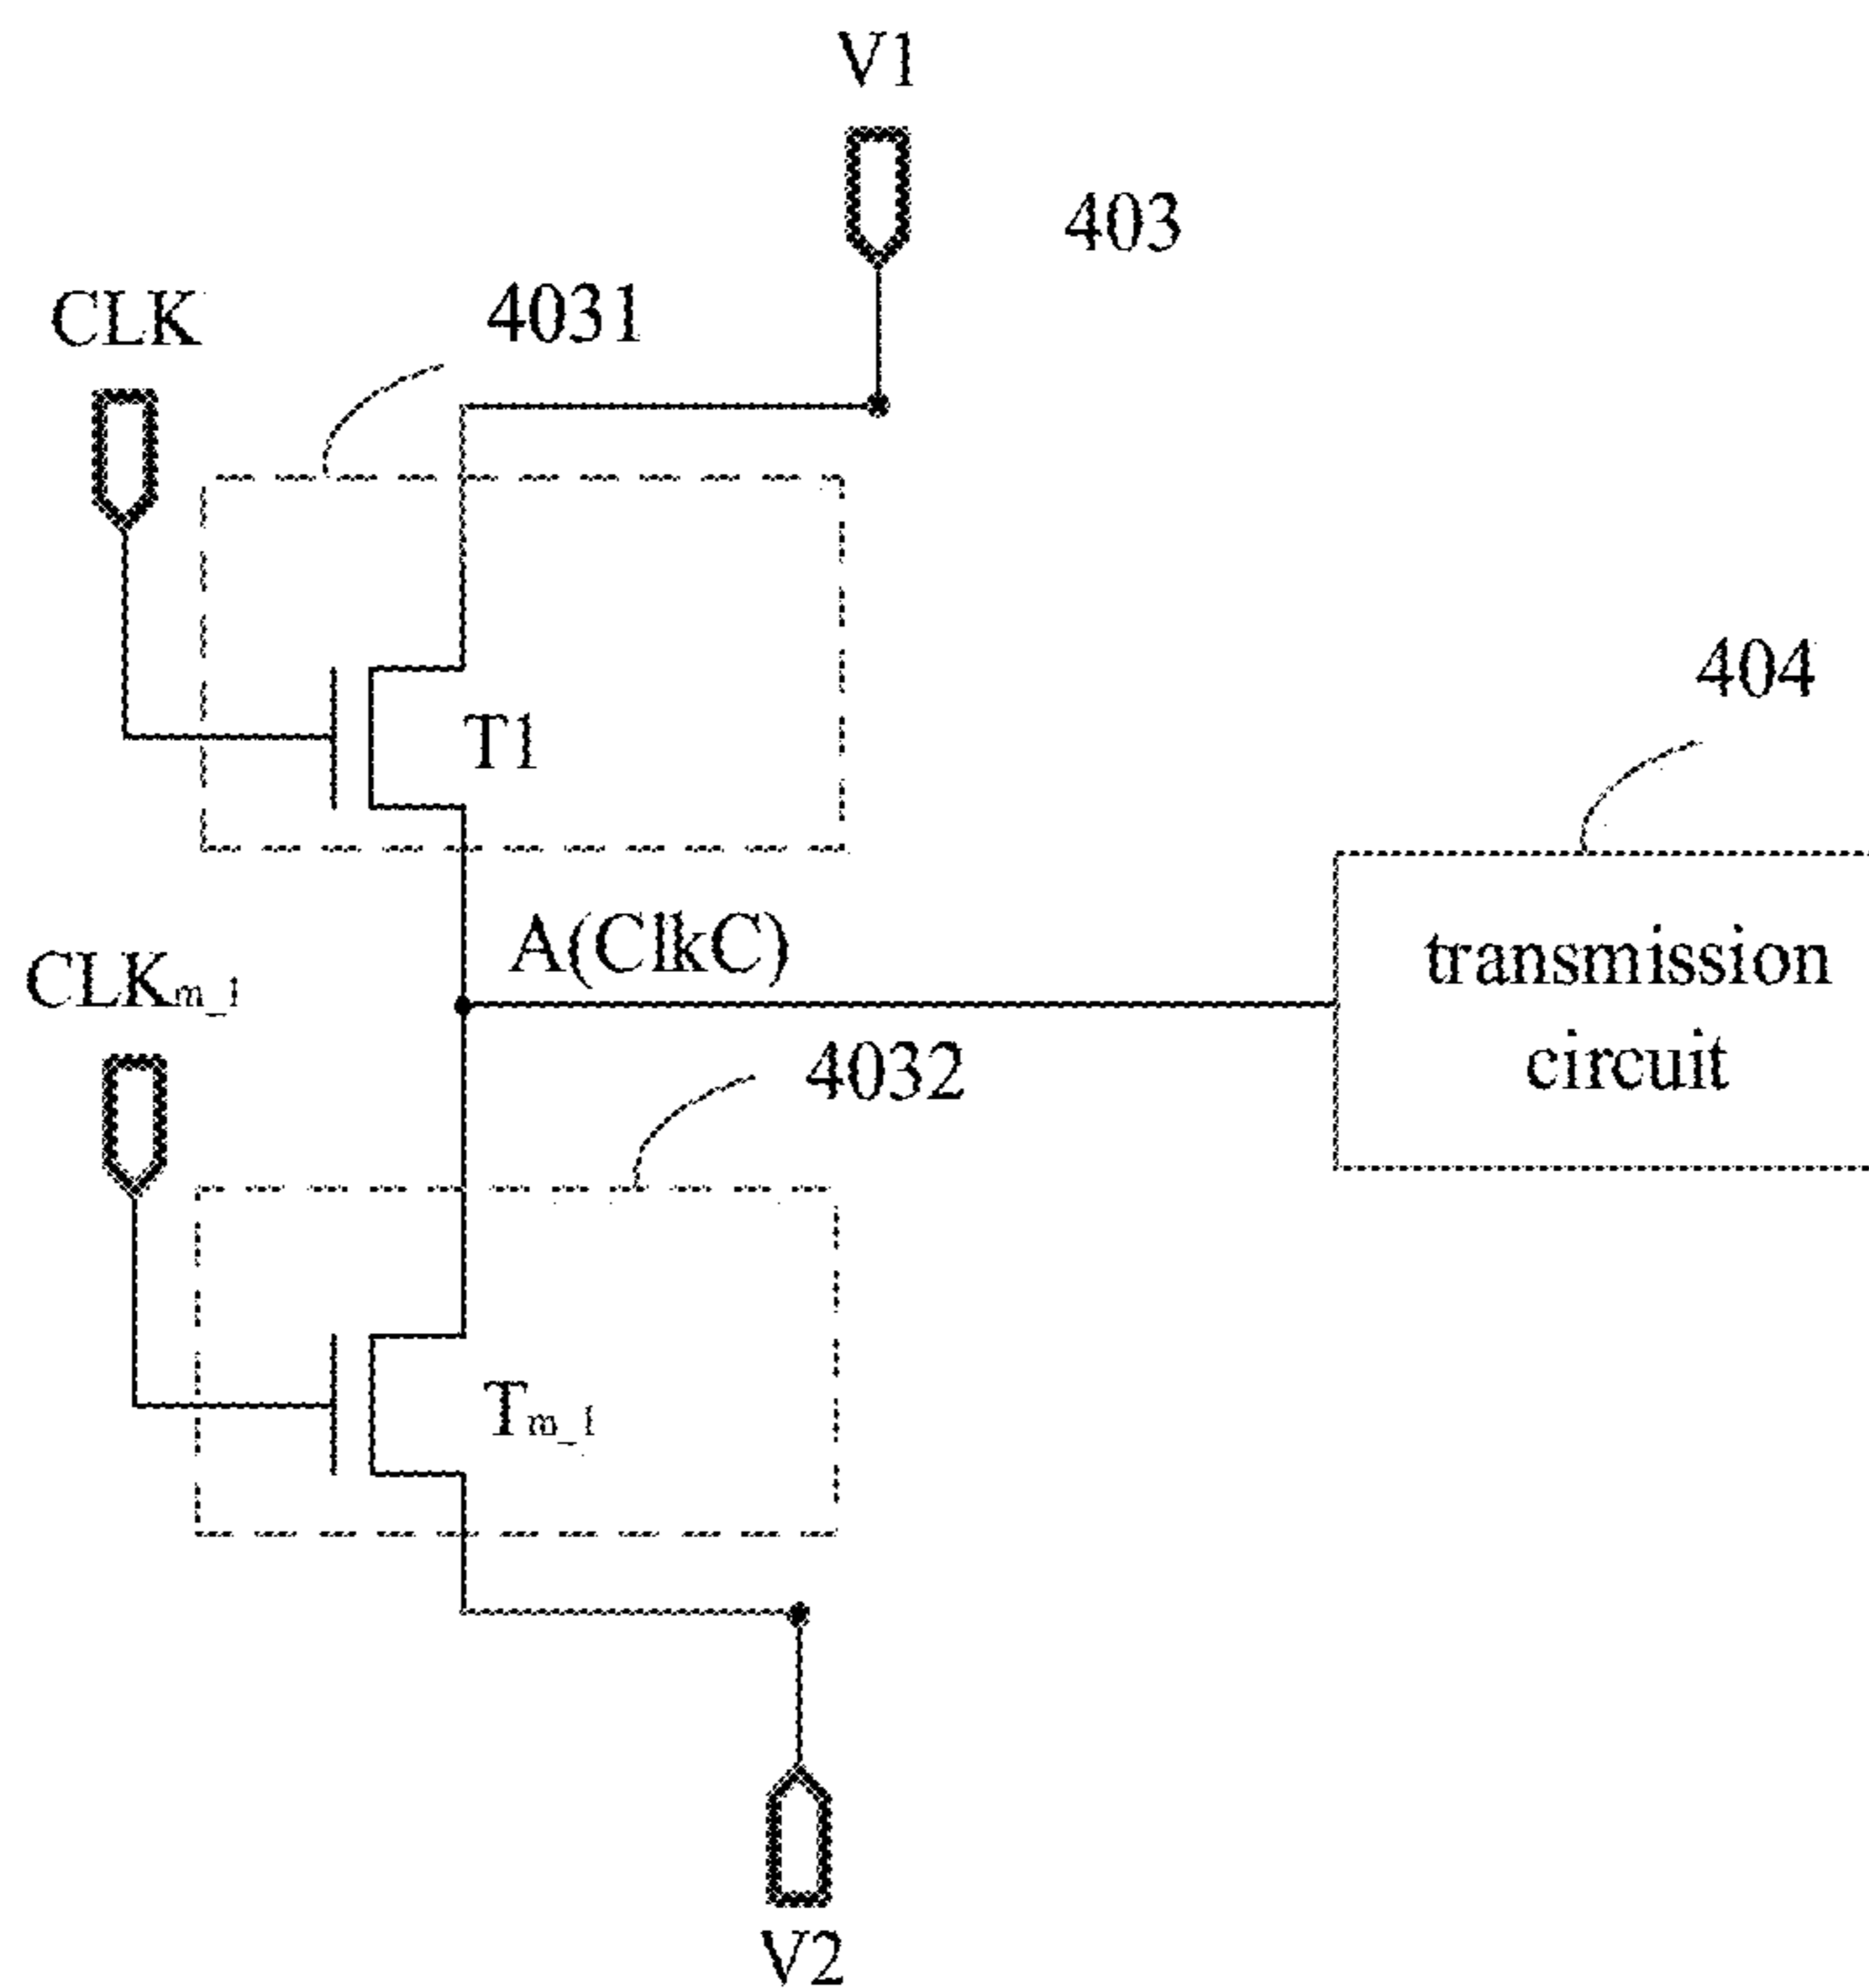 V1
403
CLK
4031
T1
404
A(ClkC)
transmission
circuit
CLKm_1
4032
Tm_1
V2